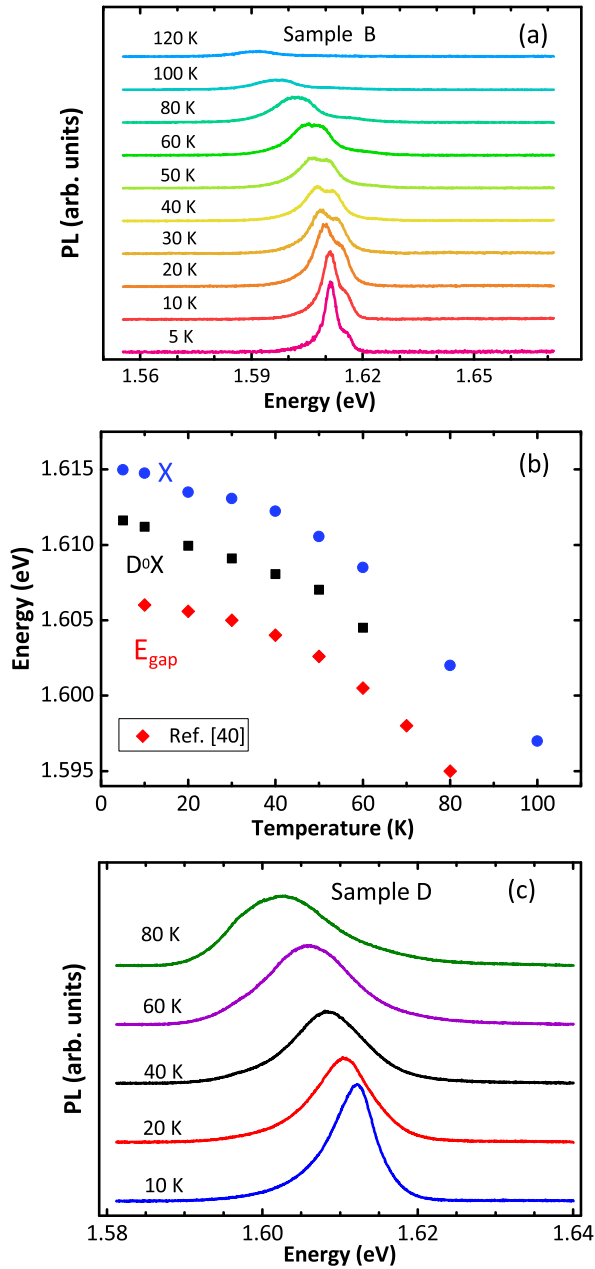 Sample B
(a)
120 K
100 K
80 K
60 K
50 K
40 K
30 K
20 K
10 K
5 K
PL (arb. units)
1.56
1.59
1.62
1.65
Energy (eV)
(b)
1.615
1.610
1.605
1.600
1.595
Energy (eV)
X
D⁰X
E_gap
Ref. [40]
0
20
40
60
80
100
Temperature (K)
Sample D
(c)
80 K
60 K
40 K
20 K
10 K
PL (arb. units)
1.58
1.60
1.62
1.64
Energy (eV)